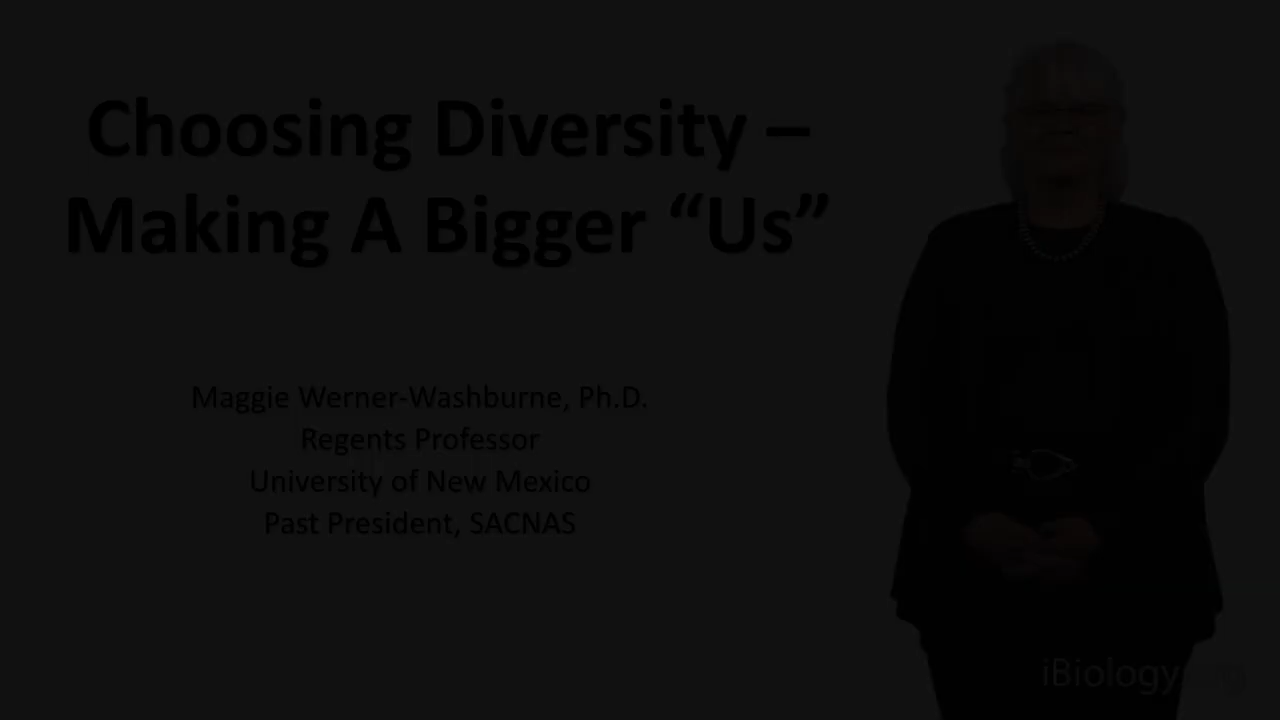 Choosing Diversity –
Making A Bigger “Us”
Maggie Werner-Washburne, Ph.D.
Regents Professor
University of New Mexico
Past President, SACNAS
iBiology.org